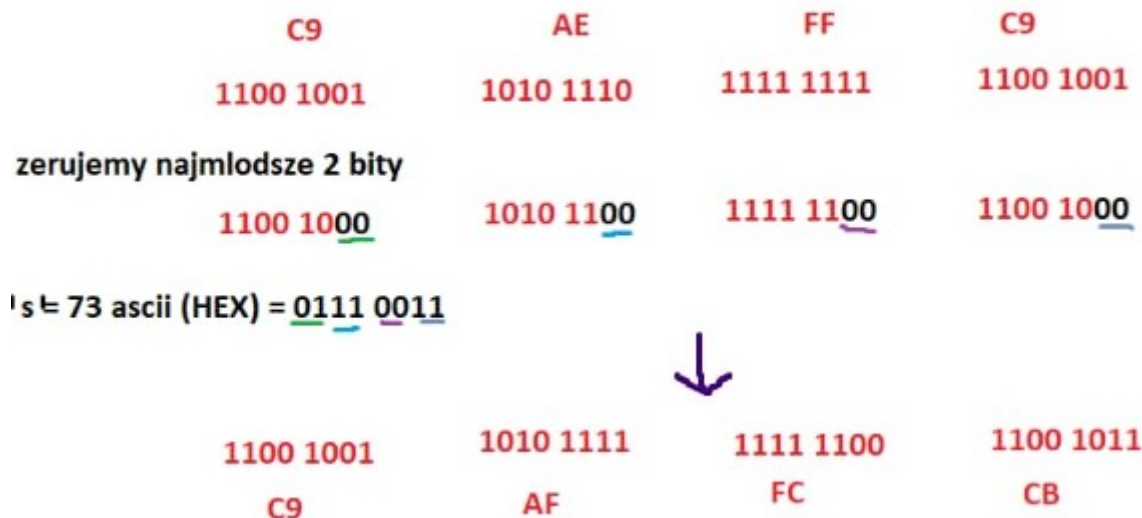 C9 AE FF C9
1100 1001 1010 1110 1111 1111 1100 1001
zerujemy najmlodsze 2 bity
1100 1000 1010 1100 1111 1100 1100 1000
s = 73 ascii (HEX) = 0111 0011
1100 1001 1010 1111 1111 1100 1100 1011
C9 AF FC CB